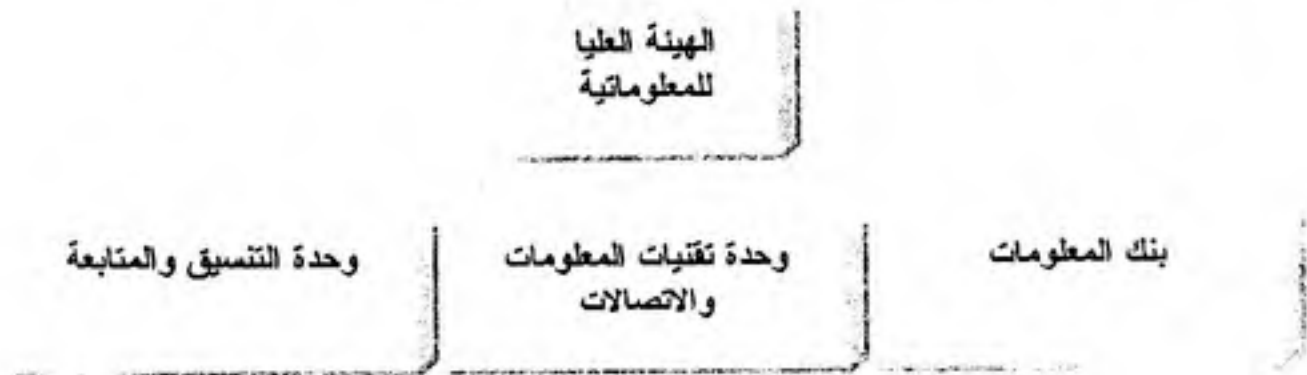 الهيئة العليا
للمعلوماتية
بنك المعلومات
وحدة تقنيات المعلومات
والاتصالات
وحدة التنسيق والمتابعة